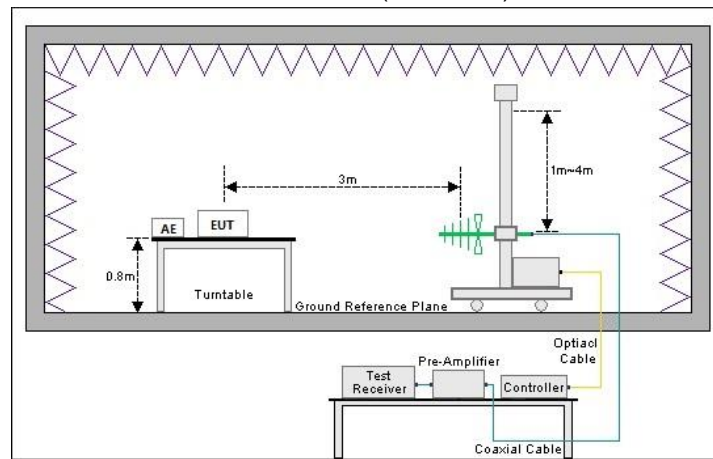 3m
1m~4m
AE
EUT
0.8m
Turntable
Ground Reference Plane
Optiacl
Cable
Pre-Amplifier
Test
Receiver
Controller
Coaxial Cable